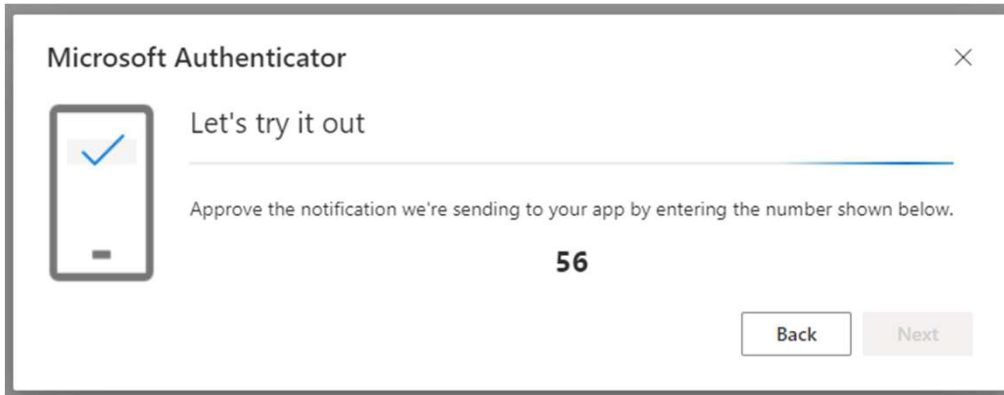 Microsoft Authenticator
Let's try it out
Approve the notification we're sending to your app by entering the number shown below.
56
Back
Next